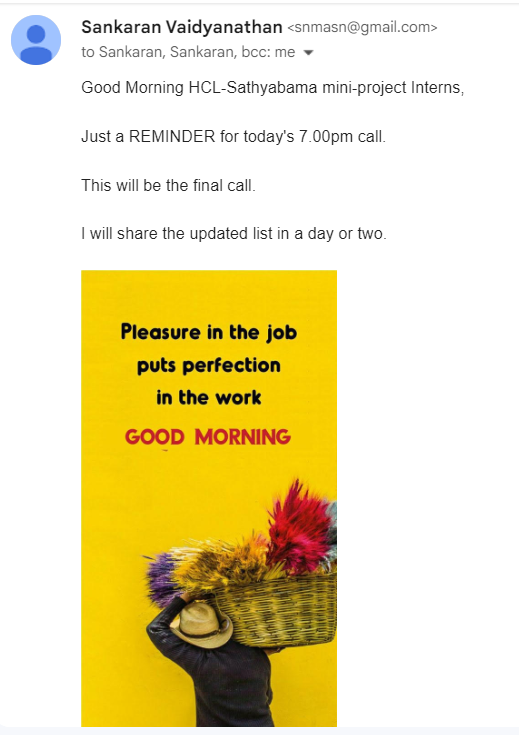 Sankaran Vaidyanathan <snmasn@gmail.com>
to Sankaran, Sankaran, bcc: me
Good Morning HCL-Sathyabama mini-project Interns,
Just a REMINDER for today's 7.00pm call.
This will be the final call.
I will share the updated list in a day or two.
Pleasure in the job
puts perfection
in the work
GOOD MORNING